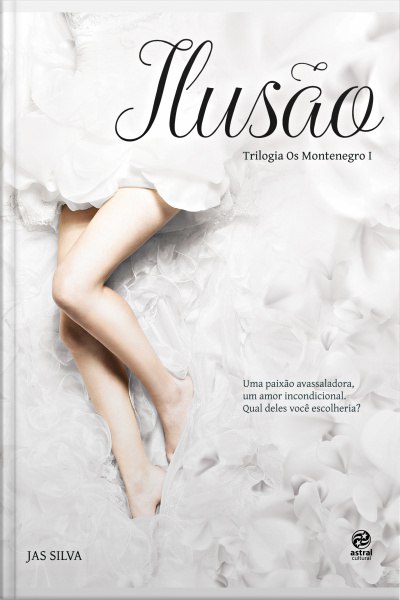 Ilusão
Trilogia Os Montenegro I
Uma paixão avassaladora,
um amor incondicional.
Qual deles você escolheria?
JAS SILVA
astral
cultural